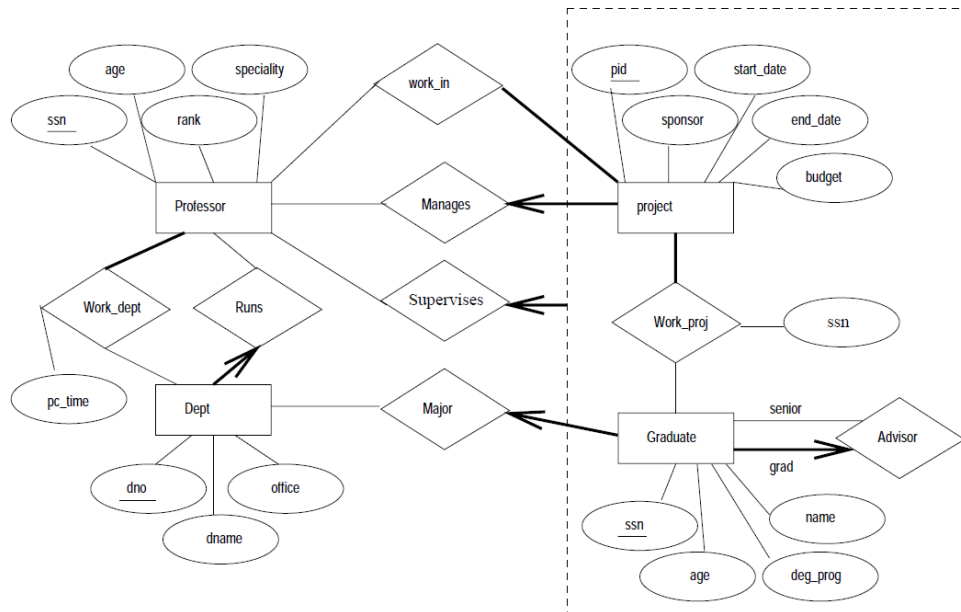 age
speciality
ssn
rank
work_in
pid
start_date
sponsor
end_date
budget
Professor
Manages
project
Work_dept
Runs
Supervises
Work_proj
ssn
pc_time
Dept
Major
Graduate
senior
grad
Advisor
dno
office
dname
ssn
name
age
deg_prog